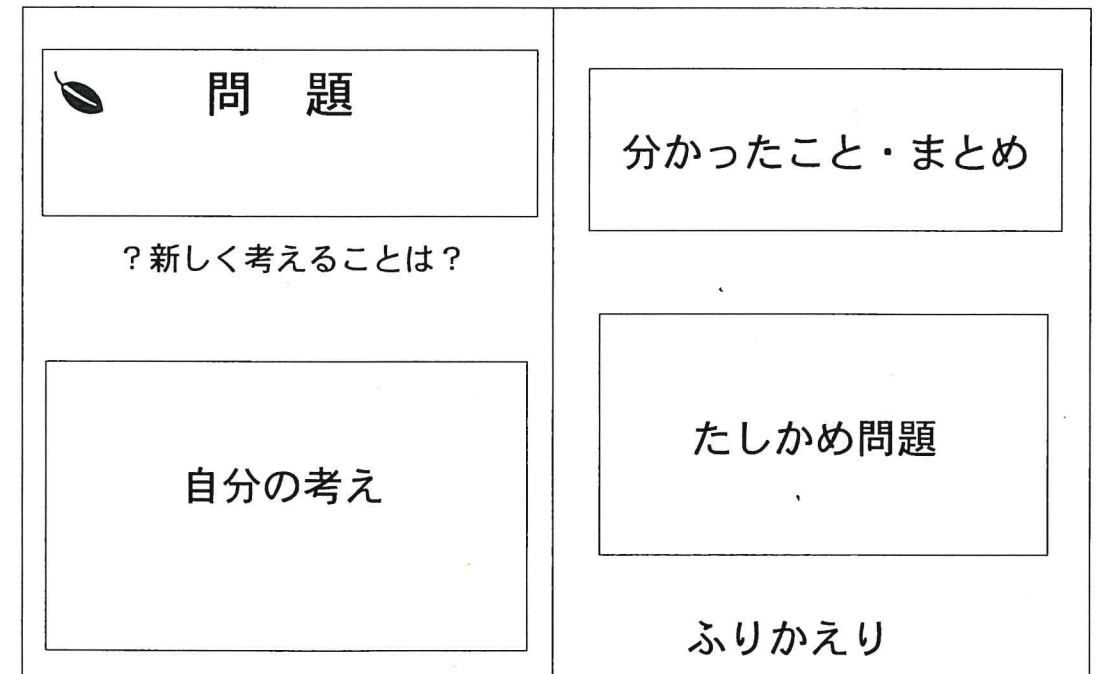 問　題
？新しく考えることは？
自分の考え
分かったこと・まとめ
たしかめ問題
ふりかえり